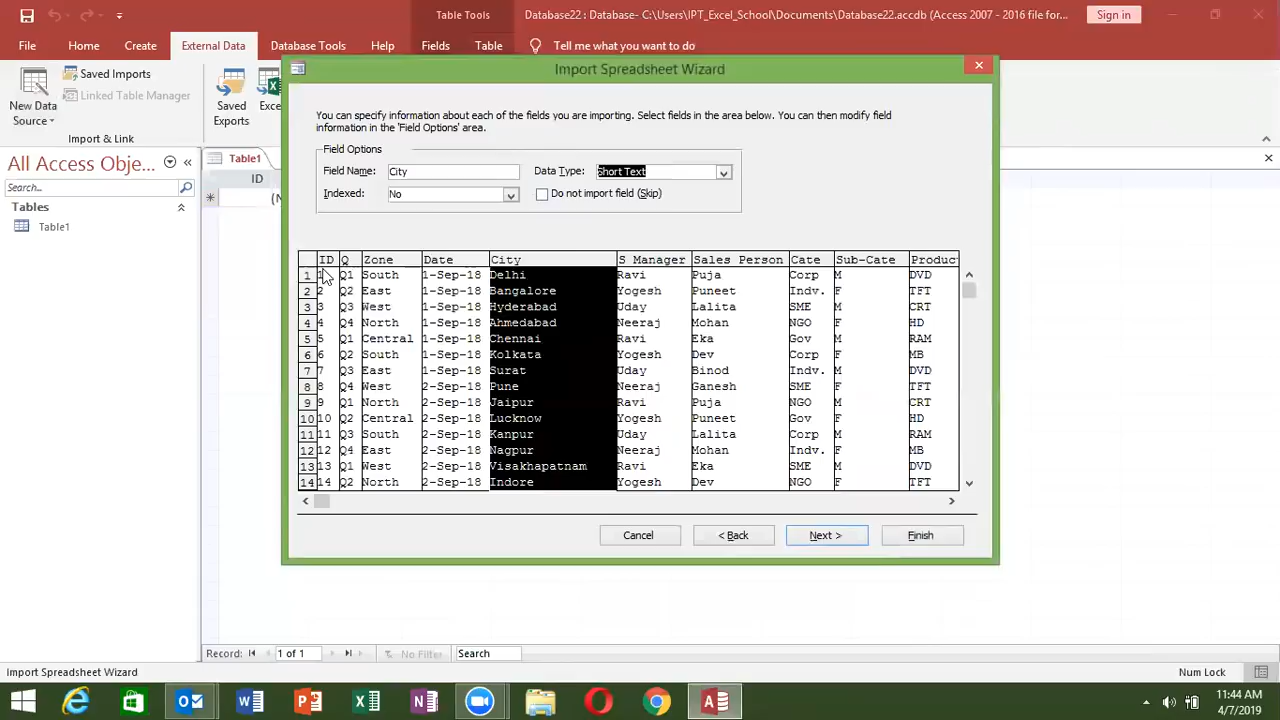 Table Tools
Database22 : Database- C:\Users\IPT_Excel_School\Documents\Database22.accdb (Access 2007 - 2016 file for...
Sign in
File Home Create External Data Database Tools Help Fields Table Tell me what you want to do
New Data Source
Saved Imports
Linked Table Manager
Import & Link
Saved Exports
Exce
All Access Obje...
Search...
Tables
Table1
Table1
ID
(N
Import Spreadsheet Wizard
You can specify information about each of the fields you are importing. Select fields in the area below. You can then modify field
information in the 'Field Options' area.
Field Options
Field Name: City Data Type: Short Text
Indexed: No Do not import field (Skip)
ID Q Zone Date City S Manager Sales Person Cate Sub-Cate Produc
1 1 Q1 South 1-Sep-18 Delhi Ravi Puja Corp M DVD
2 2 Q2 East 1-Sep-18 Bangalore Yogesh Puneet Indv. F TFT
3 3 Q3 West 1-Sep-18 Hyderabad Uday Lalita SME M CRT
4 4 Q4 North 1-Sep-18 Ahmedabad Neeraj Mohan NGO F HD
5 5 Q1 Central 1-Sep-18 Chennai Ravi Eka Gov M RAM
6 6 Q2 South 1-Sep-18 Kolkata Yogesh Dev Corp F MB
7 7 Q3 East 1-Sep-18 Surat Uday Binod Indv. M DVD
8 8 Q4 West 2-Sep-18 Pune Neeraj Ganesh SME F TFT
9 9 Q1 North 2-Sep-18 Jaipur Ravi Puja NGO M CRT
10 10 Q2 Central 2-Sep-18 Lucknow Yogesh Puneet Gov F HD
11 11 Q3 South 2-Sep-18 Kanpur Uday Lalita Corp M RAM
12 12 Q4 East 2-Sep-18 Nagpur Neeraj Mohan Indv. F MB
13 13 Q1 West 2-Sep-18 Visakhapatnam Ravi Eka SME M DVD
14 14 Q2 North 2-Sep-18 Indore Yogesh Dev NGO F TFT
Cancel < Back Next > Finish
Record: 1 of 1 No Filter Search
Import Spreadsheet Wizard
Num Lock
11:44 AM
4/7/2019